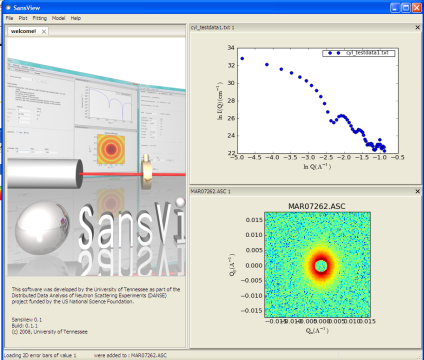 SansView
File Plot Fitting Model Help
welcome!
SansVi
This software was developed by the University of Tennessee as part of the
Distributed Data Analysis of Neutron Scattering Experiments (DANSE)
project funded by the US National Science Foundation.
SansView 0.1
Build: 0.1.1
(c) 2008, University of Tennessee
Loading 2D error bars of value 1 were added to : MAR07262.ASC
cyl_testdata1.txt 1
cyl_testdata1.txt
34
32
30
28
26
24
22
ln I(Q)(cm⁻¹)
-5.0 -4.5 -4.0 -3.5 -3.0 -2.5 -2.0 -1.5 -1.0 -0.5
ln Q(Å⁻¹)
MAR07262.ASC 1
MAR07262.ASC
0.015
0.010
0.005
0.000
-0.005
-0.010
-0.015
-0.015 -0.010 -0.005 0.000 0.005 0.010 0.015